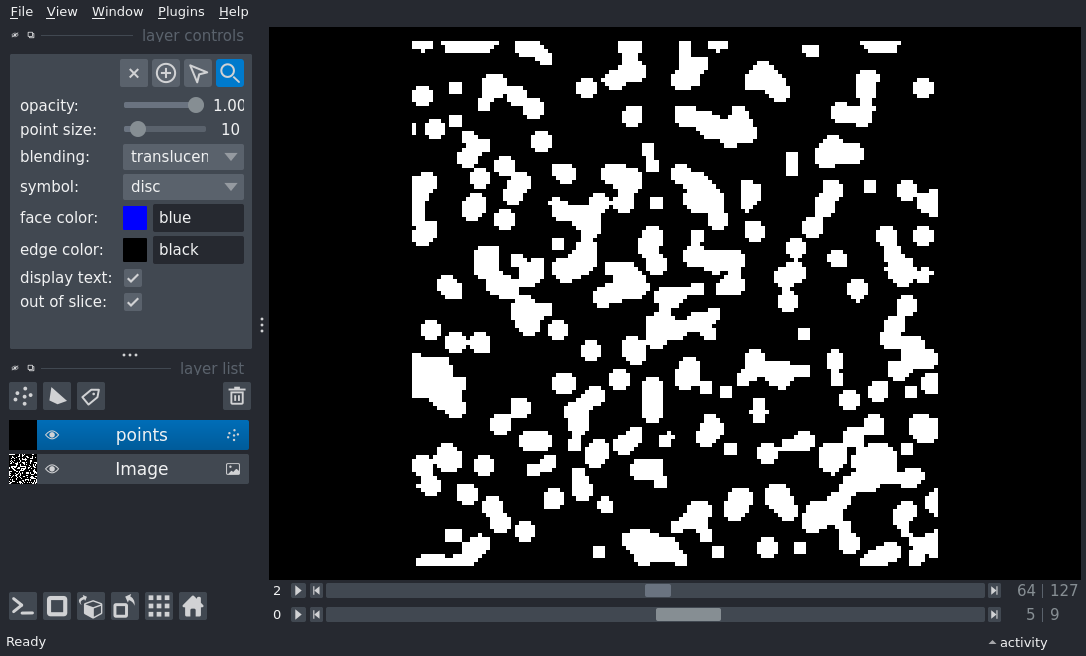 File View Window Plugins Help
layer controls
opacity: 1.00
point size: 10
blending: translucen
symbol: disc
face color: blue
edge color: black
display text:
out of slice:
layer list
points
Image
2 64 | 127
0 5 | 9
Ready activity